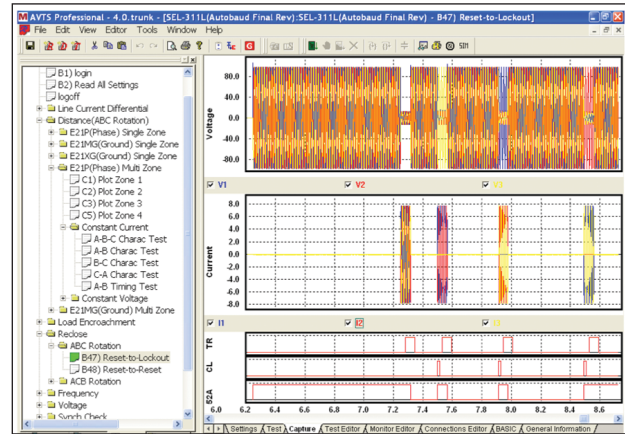 AVTS Professional - 4.0.trunk - [SEL-311L(Autobaud Final Rev):SEL-311L(Autobaud Final Rev) - B47) Reset-to-Lockout]
File Edit View Editor Tools Window Help
SIM
B1) login
B2) Read All Settings
logoff
Line Current Differential
Distance(ABC Rotation)
E21P(Phase) Single Zone
E21MG(Ground) Single Zone
E21XG(Ground) Single Zone
E21P(Phase) Multi Zone
C1) Plot Zone 1
C2) Plot Zone 2
C3) Plot Zone 3
C5) Plot Zone 4
Constant Current
A-B-C Charac Test
A-B Charac Test
B-C Charac Test
C-A Charac Test
A-B Timing Test
Constant Voltage
E21MG(Ground) Multi Zone
Load Encroachment
Reclose
ABC Rotation
B47) Reset-to-Lockout
B48) Reset-to-Reset
ACB Rotation
Frequency
Voltage
Synch Check
Voltage
80.0
40.0
0.0
-40.0
-80.0
V1 V2 V3
Current
8.0
6.0
4.0
2.0
0.0
-2.0
-4.0
-6.0
-8.0
I1 I2 I3
TR
CL
52A
6.0 6.2 6.4 6.6 6.8 7.0 7.2 7.4 7.6 7.8 8.0 8.2 8.4 8.6
Settings Test Capture Test Editor Monitor Editor Connections Editor BASIC General Information